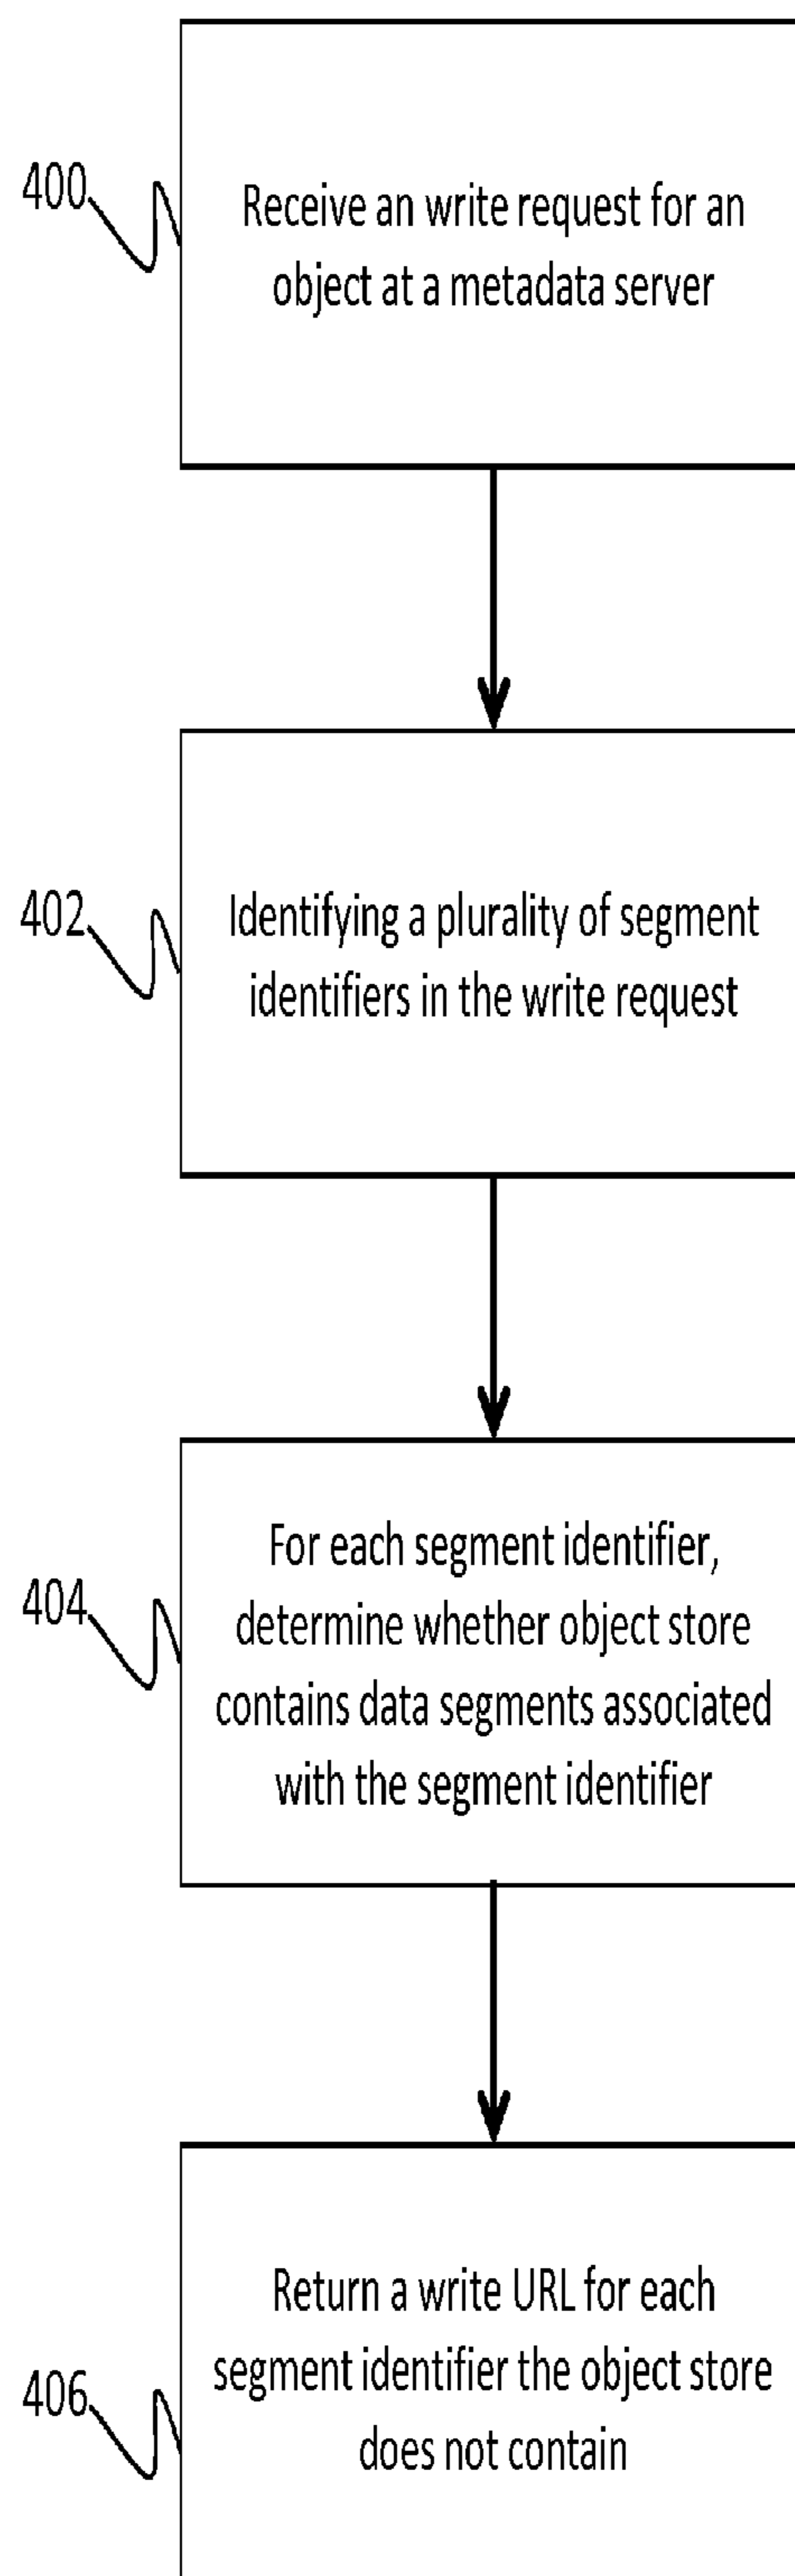 400
Receive an write request for an
object at a metadata server
402
Identifying a plurality of segment
identifiers in the write request
404
For each segment identifier,
determine whether object store
contains data segments associated
with the segment identifier
406
Return a write URL for each
segment identifier the object store
does not contain